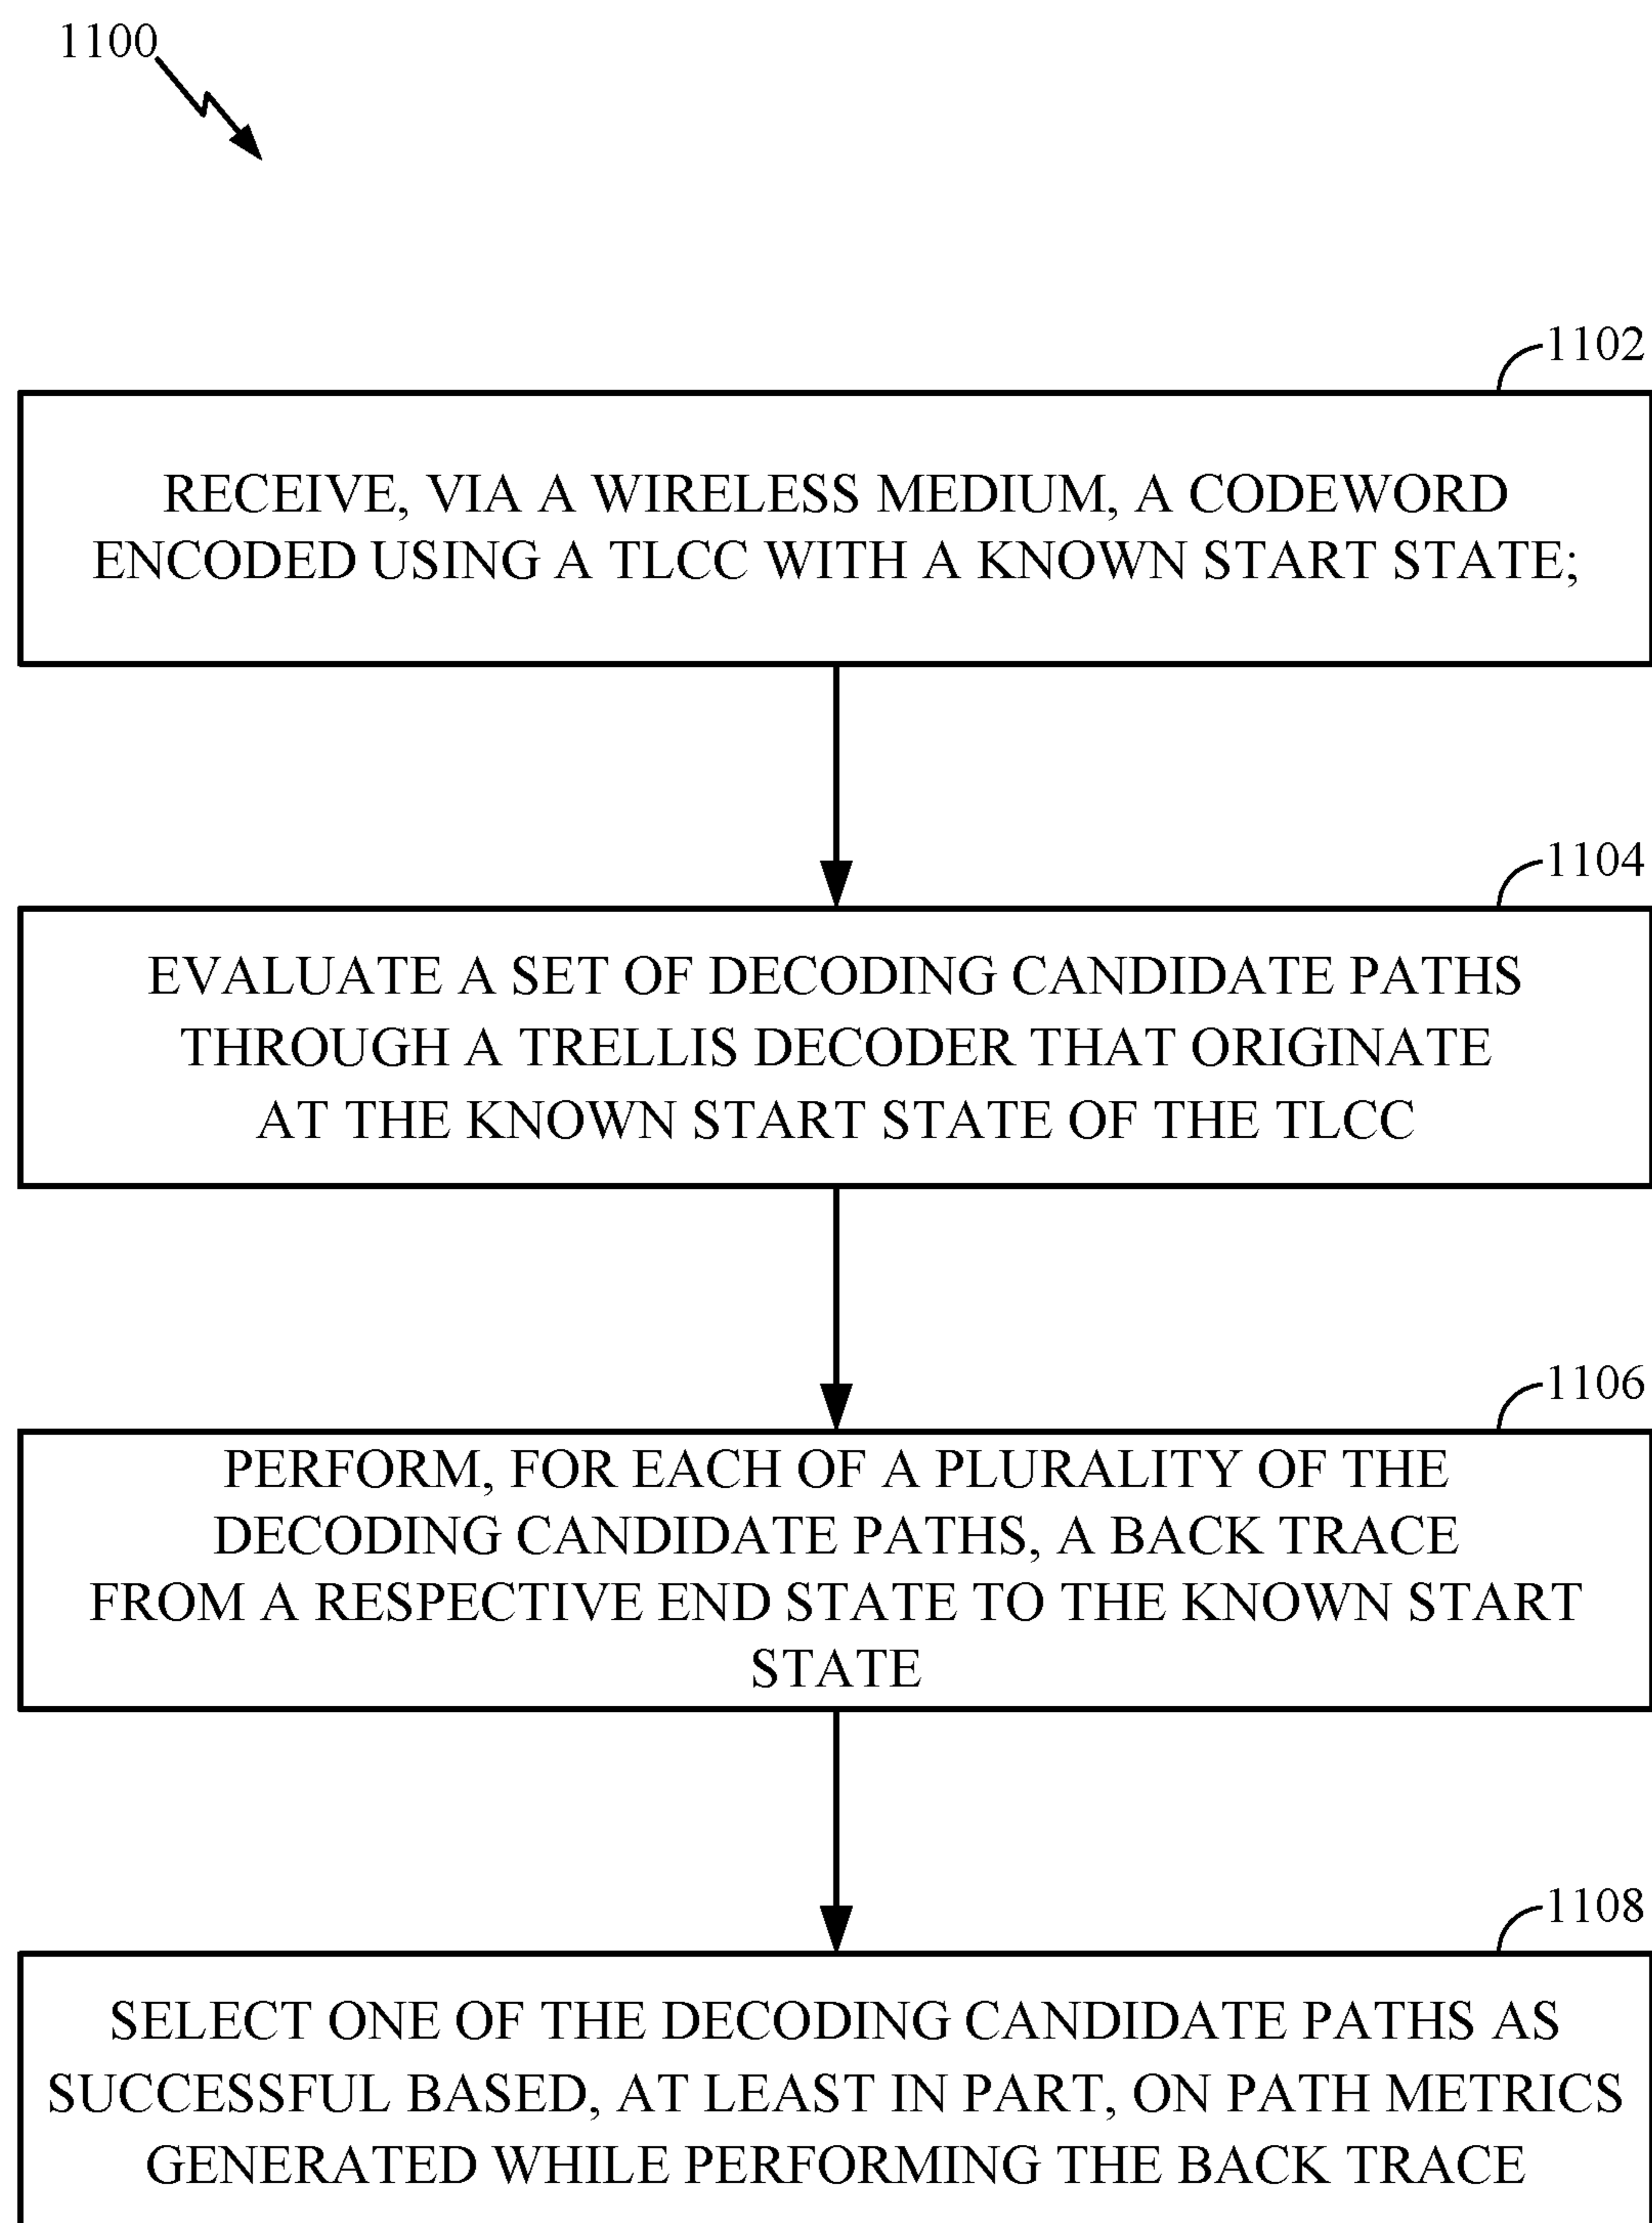 1100
1102
RECEIVE, VIA A WIRELESS MEDIUM, A CODEWORD
ENCODED USING A TLCC WITH A KNOWN START STATE;
1104
EVALUATE A SET OF DECODING CANDIDATE PATHS
THROUGH A TRELLIS DECODER THAT ORIGINATE
AT THE KNOWN START STATE OF THE TLCC
1106
PERFORM, FOR EACH OF A PLURALITY OF THE
DECODING CANDIDATE PATHS, A BACK TRACE
FROM A RESPECTIVE END STATE TO THE KNOWN START
STATE
1108
SELECT ONE OF THE DECODING CANDIDATE PATHS AS
SUCCESSFUL BASED, AT LEAST IN PART, ON PATH METRICS
GENERATED WHILE PERFORMING THE BACK TRACE